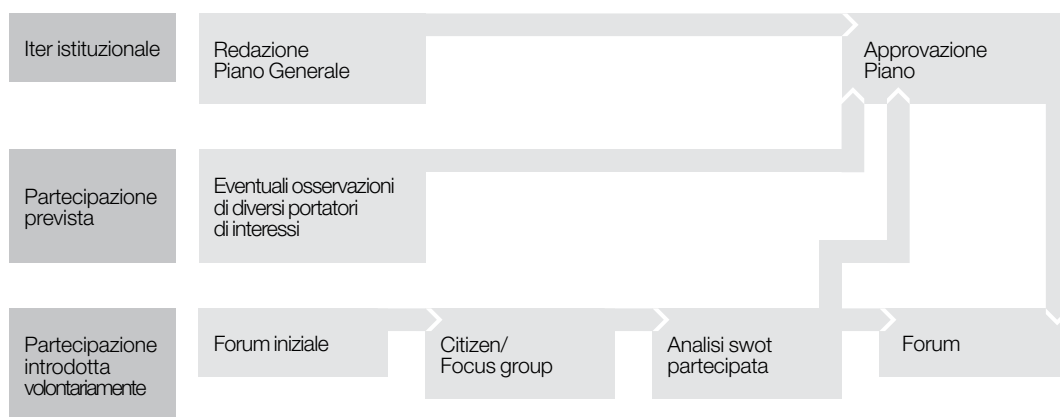 Iter istituzionale
Redazione
Piano Generale
Approvazione
Piano
Partecipazione
prevista
Eventuali osservazioni
di diversi portatori
di interessi
Partecipazione
introdotta
volontariamente
Forum iniziale
Citizen/
Focus group
Analisi swot
partecipata
Forum